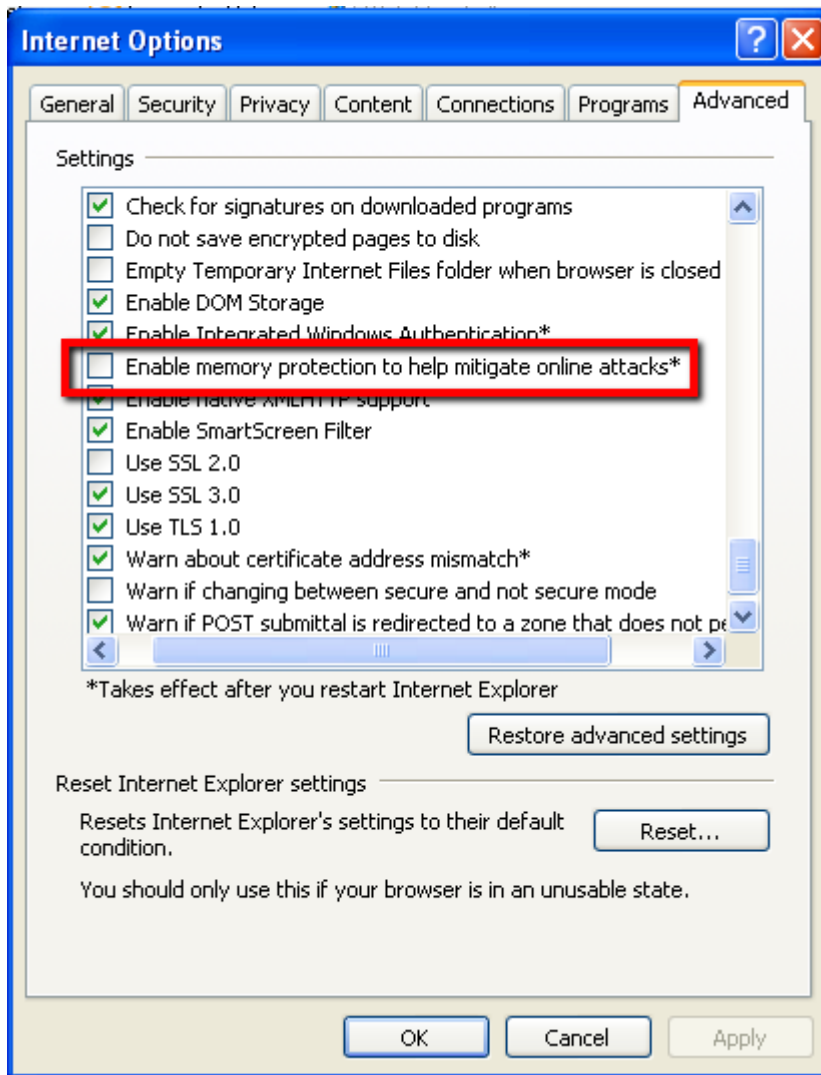 Internet Options
General Security Privacy Content Connections Programs Advanced
Settings
Check for signatures on downloaded programs
Do not save encrypted pages to disk
Empty Temporary Internet Files folder when browser is closed
Enable DOM Storage
Enable Integrated Windows Authentication*
Enable memory protection to help mitigate online attacks*
Enable native XMLHTTP support
Enable SmartScreen Filter
Use SSL 2.0
Use SSL 3.0
Use TLS 1.0
Warn about certificate address mismatch*
Warn if changing between secure and not secure mode
Warn if POST submittal is redirected to a zone that does not pe
*Takes effect after you restart Internet Explorer
Restore advanced settings
Reset Internet Explorer settings
Resets Internet Explorer's settings to their default
condition.
Reset...
You should only use this if your browser is in an unusable state.
OK Cancel Apply